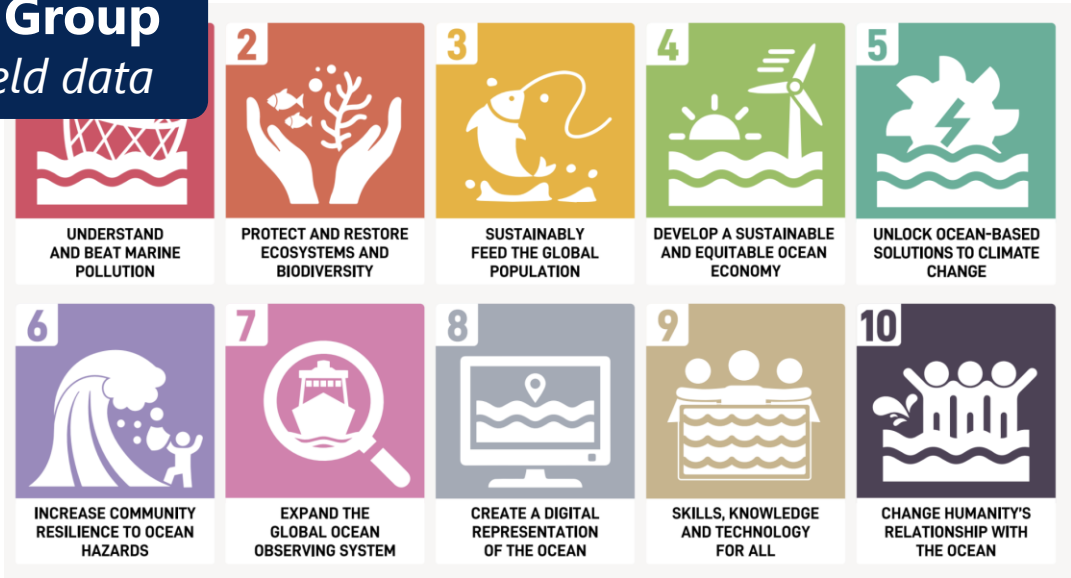 Group
eld data
2
3
4
5
UNDERSTAND
AND BEAT MARINE
POLLUTION
PROTECT AND RESTORE
ECOSYSTEMS AND
BIODIVERSITY
SUSTAINABLY
FEED THE GLOBAL
POPULATION
DEVELOP A SUSTAINABLE
AND EQUITABLE OCEAN
ECONOMY
UNLOCK OCEAN-BASED
SOLUTIONS TO CLIMATE
CHANGE
6
7
8
9
10
INCREASE COMMUNITY
RESILIENCE TO OCEAN
HAZARDS
EXPAND THE
GLOBAL OCEAN
OBSERVING SYSTEM
CREATE A DIGITAL
REPRESENTATION
OF THE OCEAN
SKILLS, KNOWLEDGE
AND TECHNOLOGY
FOR ALL
CHANGE HUMANITY'S
RELATIONSHIP WITH
THE OCEAN